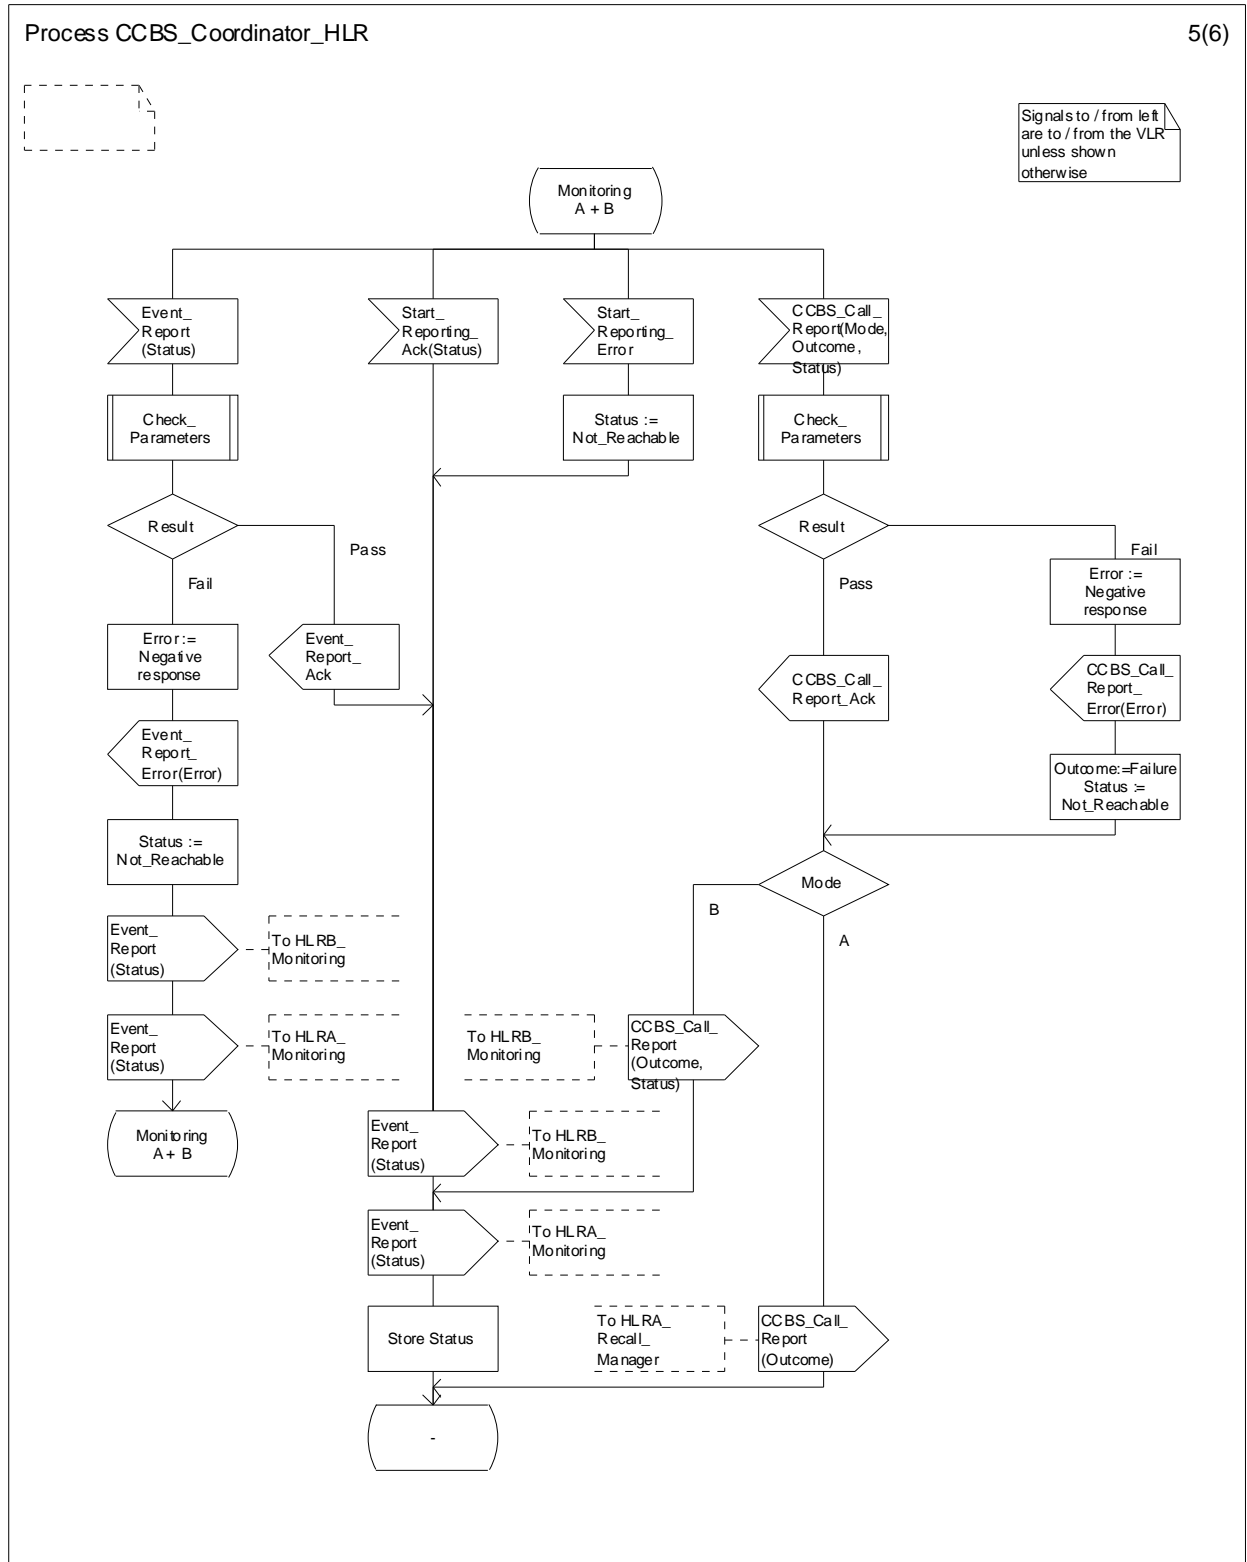 Process CCBS_Coordinator_HLR
5(6)
Signals to / from left
are to / from the VLR
unless shown
otherwise
Monitoring
A + B
Event_
Report
(Status)
Start_
Reporting_
Ack(Status)
Start_
Reporting_
Error
CCBS_Call_
Report(Mode,
Outcome,
Status)
Check_
Parameters
Status :=
Not_Reachable
Check_
Parameters
Result
Pass
Fail
Result
Pass
Fail
Error :=
Negative
response
Error :=
Negative
response
Event_
Report_
Ack
CCBS_Call_
Report_Ack
CCBS_Call_
Report_
Error(Error)
Event_
Report_
Error(Error)
Outcome:=Failure
Status :=
Not_Reachable
Status :=
Not_Reachable
Mode
B
A
Event_
Report
(Status)
To HLRB_
Monitoring
Event_
Report
(Status)
To HLRA_
Monitoring
To HLRB_
Monitoring
CCBS_Call_
Report
(Outcome,
Status)
Monitoring
A + B
Event_
Report
(Status)
To HLRB_
Monitoring
Event_
Report
(Status)
To HLRA_
Monitoring
Store Status
To HLRA_
Recall_
Manager
CCBS_Call_
Report
(Outcome)
-